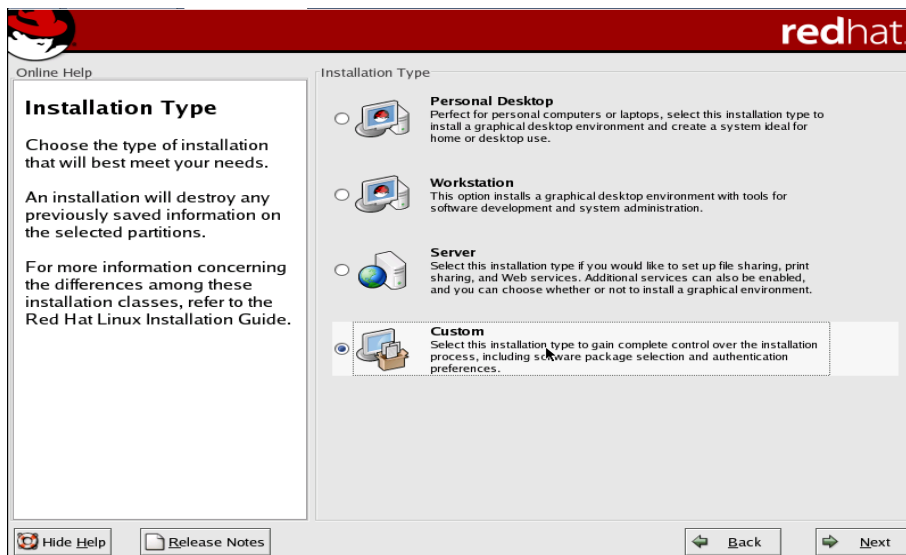 redhat.
Online Help
Installation Type
Choose the type of installation
that will best meet your needs.
An installation will destroy any
previously saved information on
the selected partitions.
For more information concerning
the differences among these
installation classes, refer to the
Red Hat Linux Installation Guide.
Installation Type
Personal Desktop
Perfect for personal computers or laptops, select this installation type to
install a graphical desktop environment and create a system ideal for
home or desktop use.
Workstation
This option installs a graphical desktop environment with tools for
software development and system administration.
Server
Select this installation type if you would like to set up file sharing, print
sharing, and Web services. Additional services can also be enabled,
and you can choose whether or not to install a graphical environment.
Custom
Select this installation type to gain complete control over the installation
process, including software package selection and authentication
preferences.
Hide Help
Release Notes
Back
Next